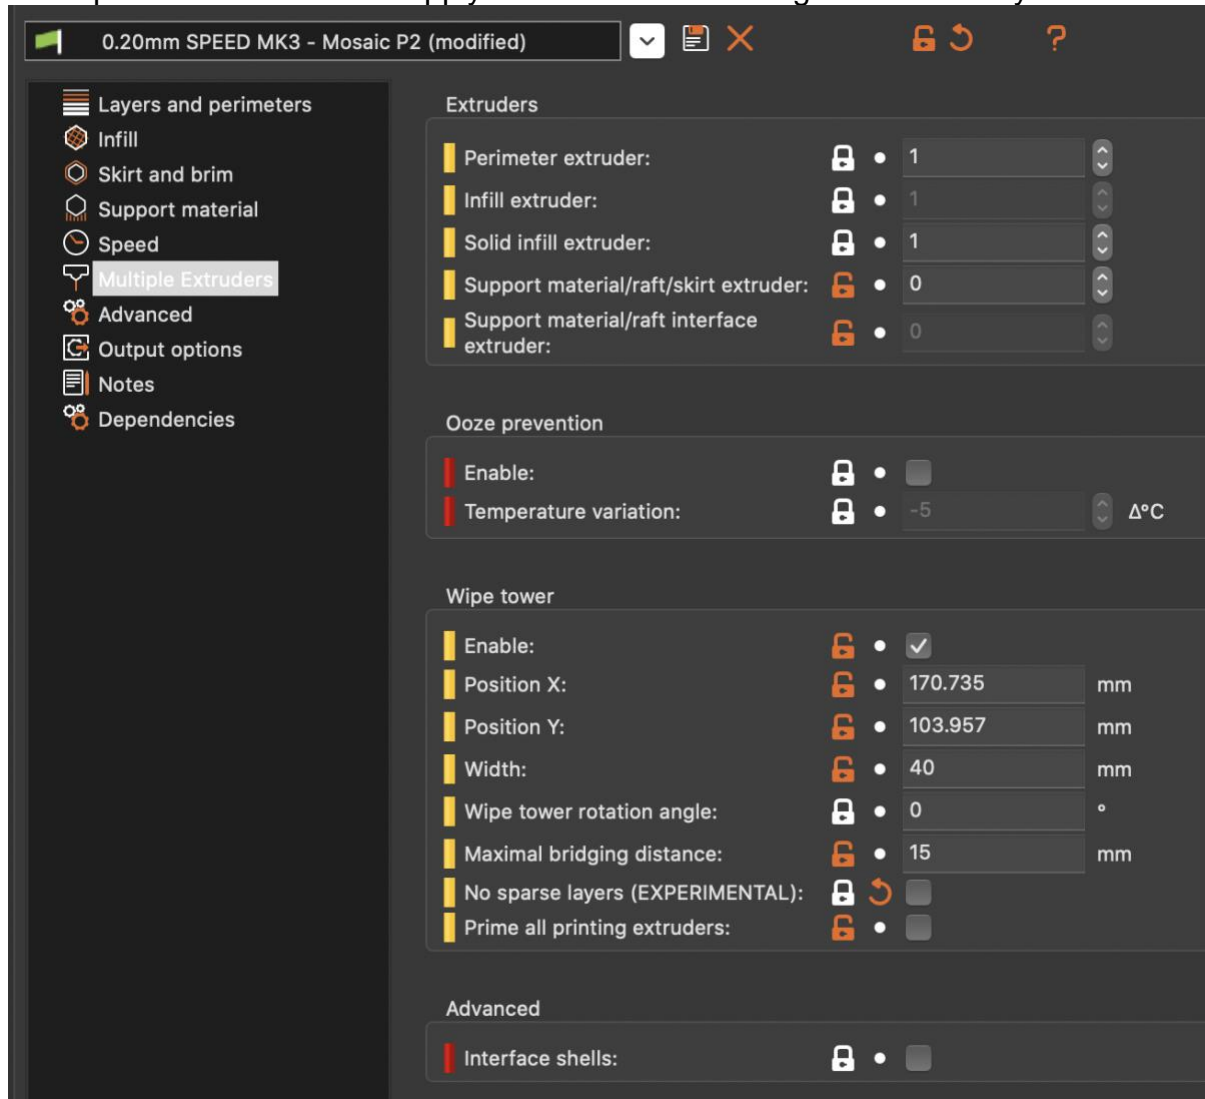 0.20mm SPEED MK3 - Mosaic P2 (modified)
?
Layers and perimeters
Infill
Skirt and brim
Support material
Speed
Multiple Extruders
Advanced
Output options
Notes
Dependencies
Extruders
Perimeter extruder: 1
Infill extruder: 1
Solid infill extruder: 1
Support material/raft/skirt extruder: 0
Support material/raft interface
extruder: 0
Ooze prevention
Enable:
Temperature variation: -5 Δ°C
Wipe tower
Enable:
Position X: 170.735 mm
Position Y: 103.957 mm
Width: 40 mm
Wipe tower rotation angle: 0 °
Maximal bridging distance: 15 mm
No sparse layers (EXPERIMENTAL):
Prime all printing extruders:
Advanced
Interface shells: